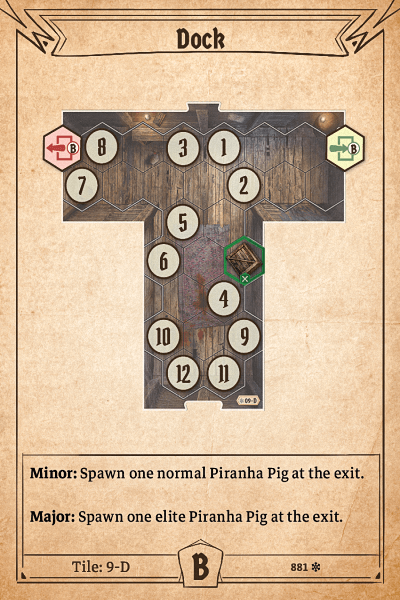 Dock
B
B
8
3
1
7
2
5
6
4
10
9
12
11
09-D
Minor: Spawn one normal Piranha Pig at the exit.
Major: Spawn one elite Piranha Pig at the exit.
Tile: 9-D
B
881